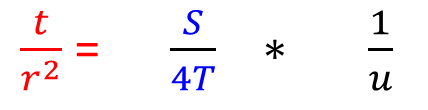 t/r² = S/4T * 1/u